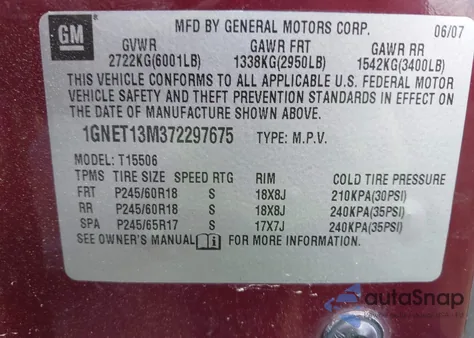 GM
MFD BY GENERAL MOTORS CORP. 06/07
GVWR GAWR FRT GAWR RR
2722KG(6001LB) 1338KG(2950LB) 1542KG(3400LB)
THIS VEHICLE CONFORMS TO ALL APPLICABLE U.S. FEDERAL MOTOR
VEHICLE SAFETY AND THEFT PREVENTION STANDARDS IN EFFECT ON
THE DATE OF MANUFACTURE SHOWN ABOVE.
1GNET13M372297675 TYPE: M.P.V.
MODEL: T15506
TPMS TIRE SIZE SPEED RTG RIM COLD TIRE PRESSURE
FRT P245/60R18 S 18X8J 210KPA(30PSI)
RR P245/60R18 S 18X8J 240KPA(35PSI)
SPA P245/65R17 S 17X7J 240KPA(35PSI)
SEE OWNER'S MANUAL i FOR MORE INFORMATION.
autoSnap